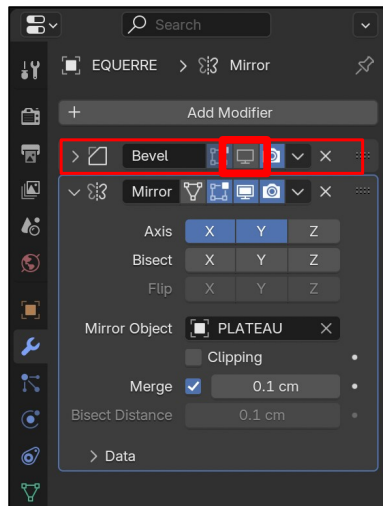 Search
EQUERRE > Mirror
+ Add Modifier
Bevel
Mirror
Axis X Y Z
Bisect X Y Z
Flip X Y Z
Mirror Object PLATEAU
Clipping
Merge 0.1 cm
Bisect Distance 0.1 cm
> Data